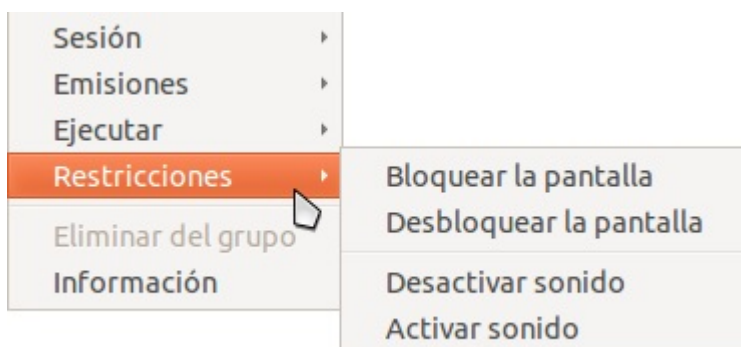 Sesión
Emisiones
Ejecutar
Restricciones
Eliminar del grupo
Información
Bloquear la pantalla
Desbloquear la pantalla
Desactivar sonido
Activar sonido